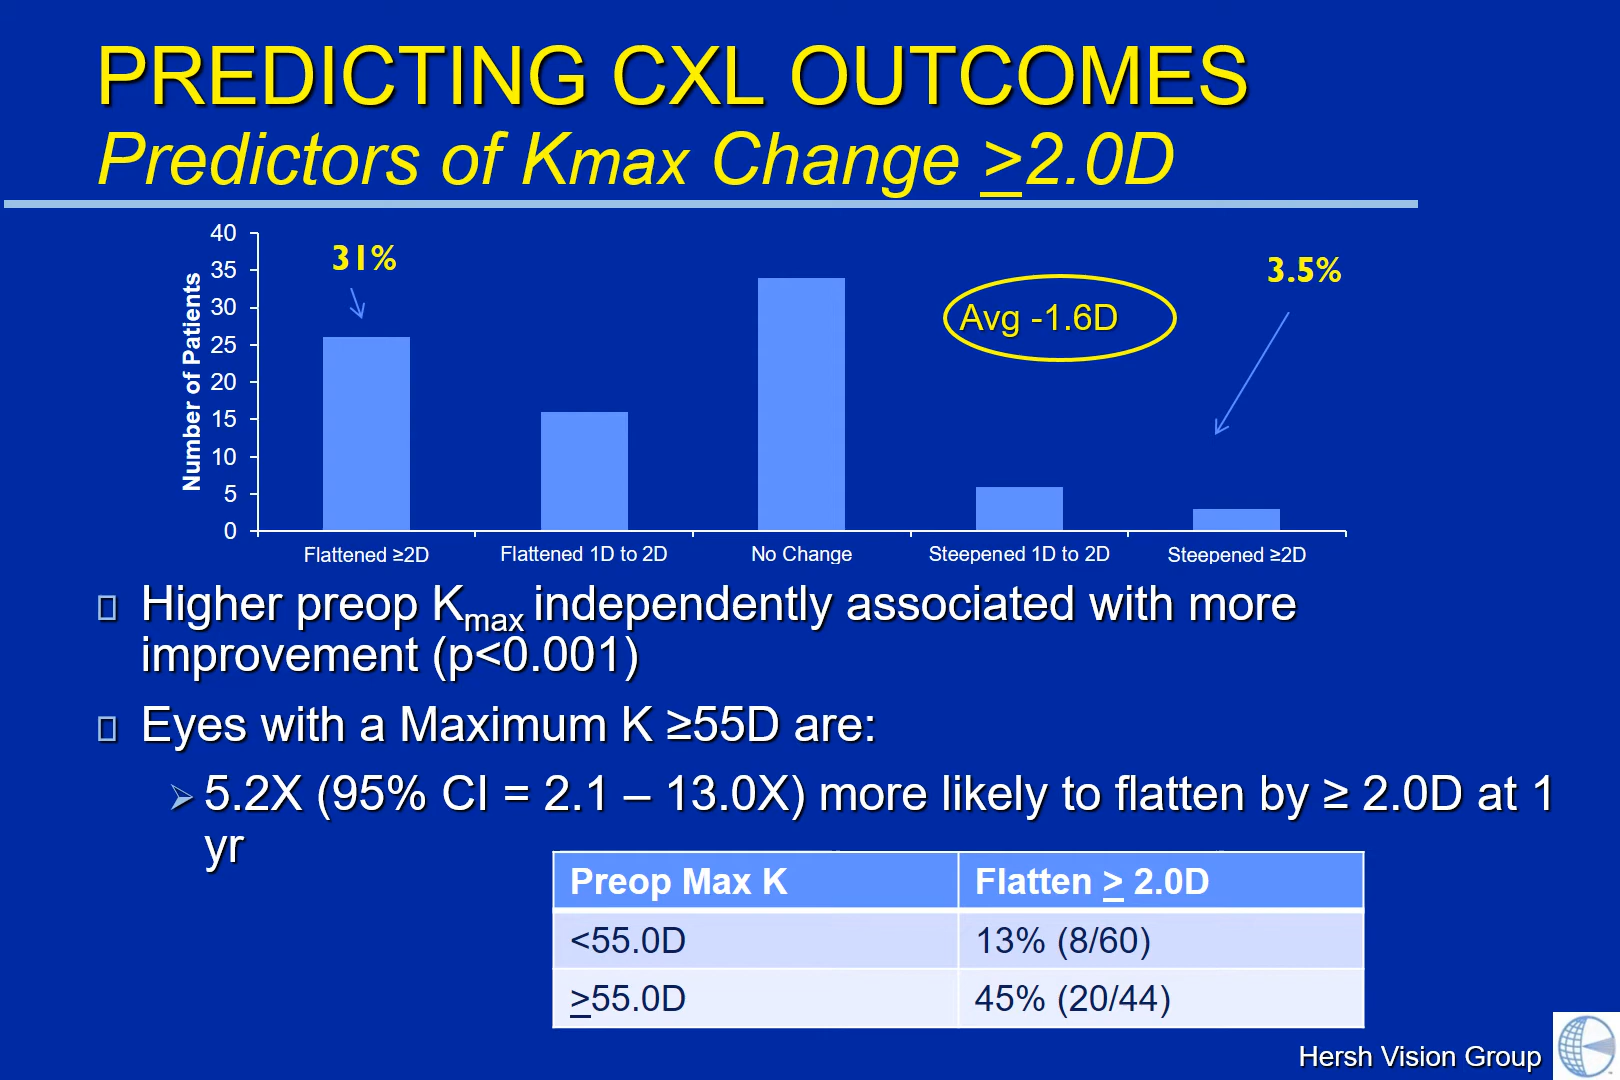 PREDICTING CXL OUTCOMES
Predictors of Kmax Change ≥2.0D
40
35
30
25
20
15
10
5
0
Number of Patients
31%
Avg -1.6D
3.5%
Flattened ≥2D
Flattened 1D to 2D
No Change
Steepened 1D to 2D
Steepened ≥2D
Higher preop Kmax independently associated with more
improvement (p<0.001)
Eyes with a Maximum K ≥55D are:
5.2X (95% CI = 2.1 – 13.0X) more likely to flatten by ≥ 2.0D at 1
yr
Preop Max K
Flatten ≥ 2.0D
<55.0D
13% (8/60)
≥55.0D
45% (20/44)
Hersh Vision Group